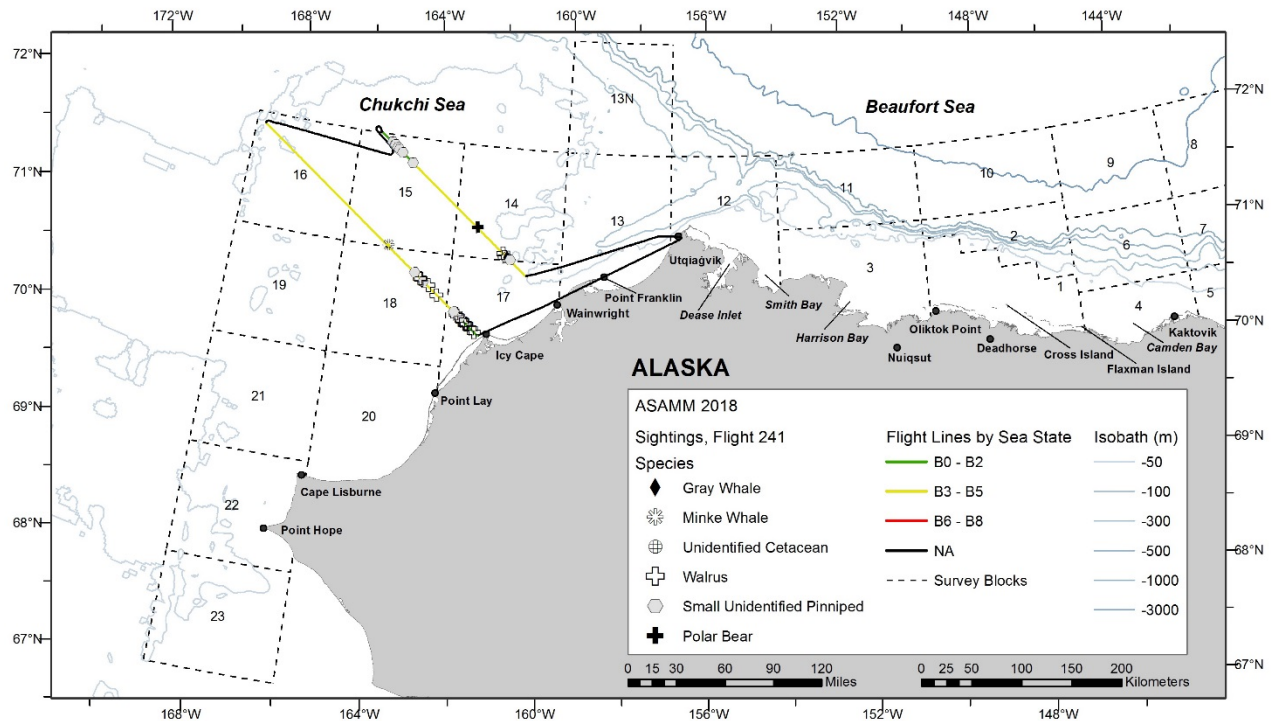 172°W 168°W 164°W 160°W 156°W 152°W 148°W 144°W
72°N
71°N
70°N
69°N
68°N
67°N
72°N
71°N
70°N
69°N
68°N
67°N
Chukchi Sea
Beaufort Sea
13N
16
15
14
13
12
11
10
9
8
7
6
5
4
3
2
1
17
18
19
20
21
22
23
Utqiaġvik
Point Franklin
Wainwright
Icy Cape
Point Lay
Cape Lisburne
Point Hope
Dease Inlet
Smith Bay
Harrison Bay
Oliktok Point
Nuiqsut
Deadhorse
Cross Island
Flaxman Island
Camden Bay
Kaktovik
ALASKA
ASAMM 2018
Sightings, Flight 241
Species
Gray Whale
Minke Whale
Unidentified Cetacean
Walrus
Small Unidentified Pinniped
Polar Bear
Flight Lines by Sea State
B0 - B2
B3 - B5
B6 - B8
NA
Survey Blocks
Isobath (m)
-50
-100
-300
-500
-1000
-3000
0 15 30 60 90 120
Miles
0 25 50 100 150 200
Kilometers
168°W 164°W 160°W 156°W 152°W 148°W